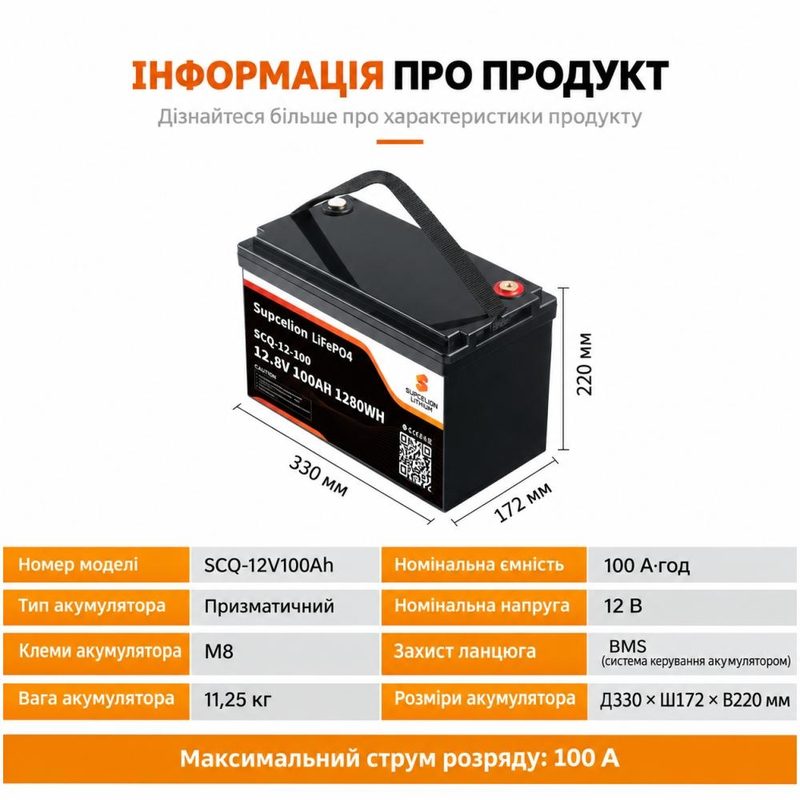 ІНФОРМАЦІЯ ПРО ПРОДУКТ
Дізнайтеся більше про характеристики продукту
Supcelion LiFePO4
SCQ-12-100
12.8V 100AH 1280WH
CAUTION
SUPCELION
LITHIUM
220 мм
330 мм
172 мм
Номер моделі SCQ-12V100Ah Номінальна ємність 100 А·год
Тип акумулятора Призматичний Номінальна напруга 12 В
Клеми акумулятора M8 Захист ланцюга BMS
(система керування акумулятором)
Вага акумулятора 11,25 кг Розміри акумулятора Д330 × Ш172 × В220 мм
Максимальний струм розряду: 100 А